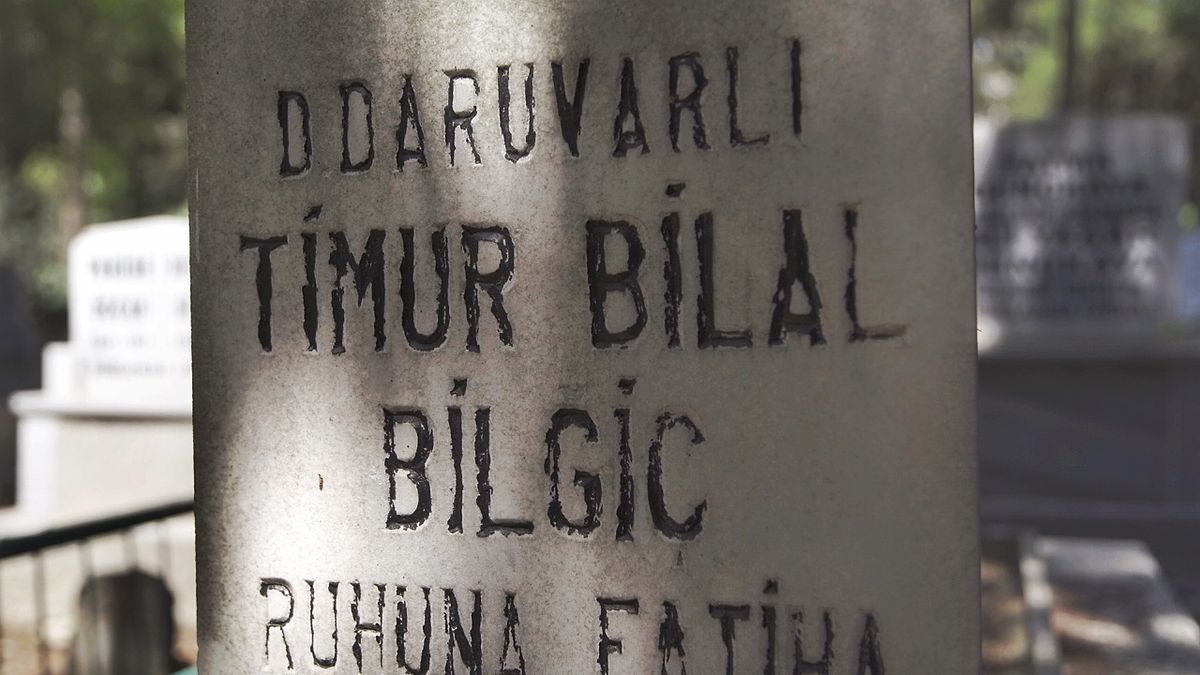 DDARUVARLI
TİMUR BİLAL
BİLGİÇ
RUHUNA FATİHA